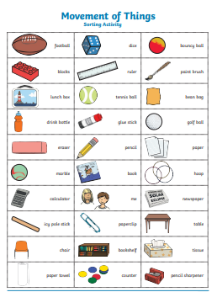 Movement of Things
Sorting Activity
football
dice
bouncy ball
blocks
ruler
paint brush
lunch box
tennis ball
bean bag
drink bottle
glue stick
golf ball
eraser
pencil
paper
marble
book
hoop
calculator
me
newspaper
icy pole stick
paperclip
table
chair
bookshelf
tissue
paper towel
counter
pencil sharpener